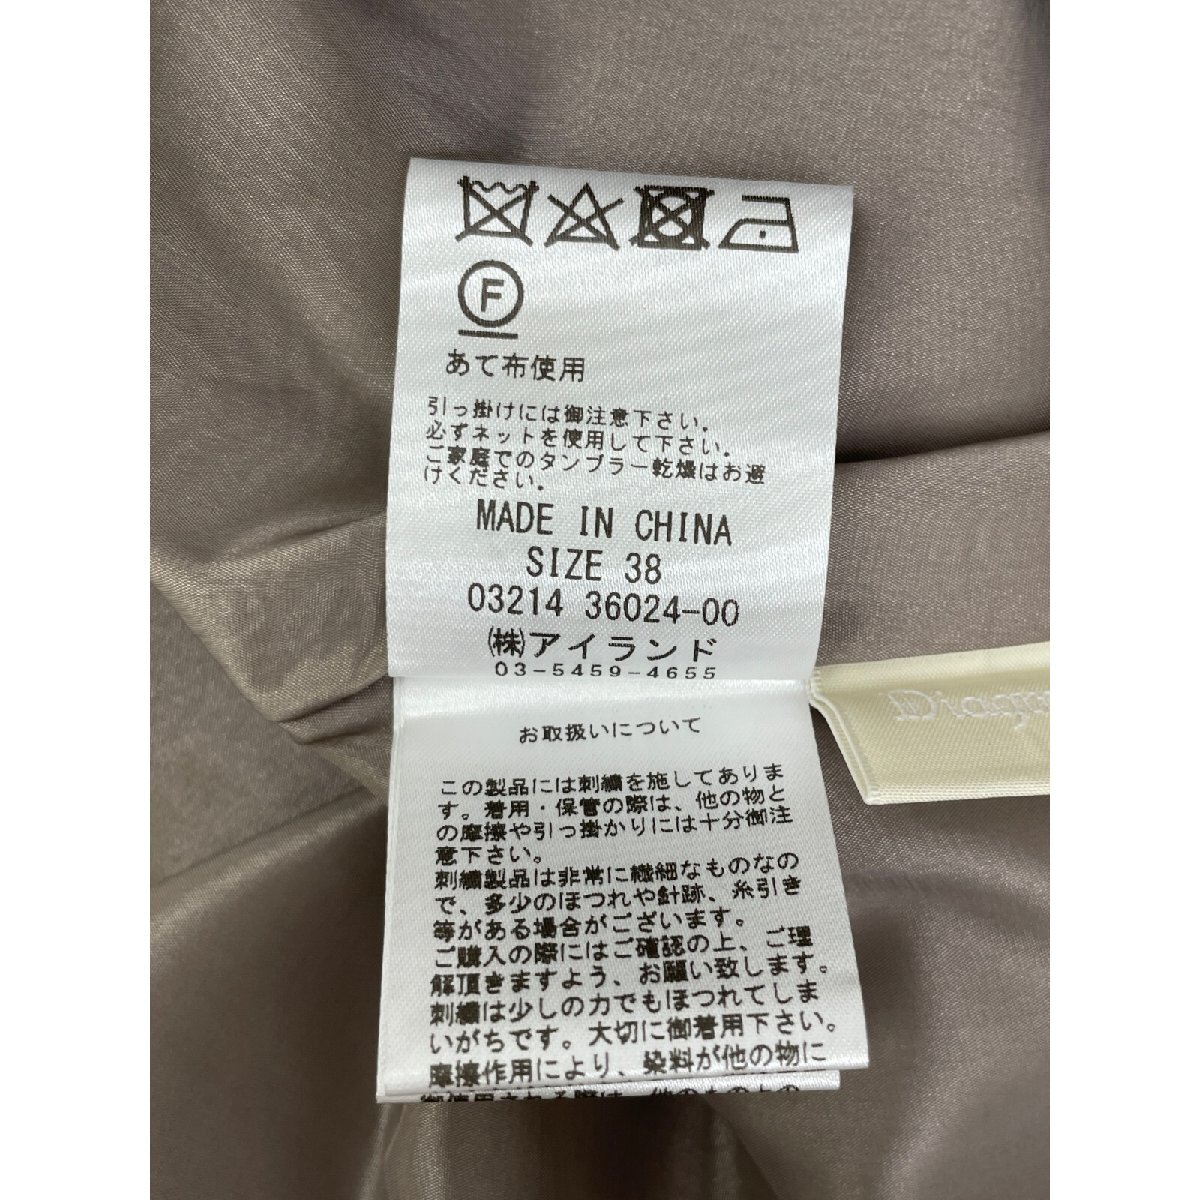 F
あて布使用
引っ掛けには御注意下さい。
必ずネットを使用して下さい。
ご家庭でのタンブラー乾燥はお避
けください。
MADE IN CHINA
SIZE 38
03214 36024-00
㈱アイランド
03-5459-4655
お取扱いについて
この製品には刺繍を施してありま
す。着用・保管の際は、他の物と
の摩擦や引っ掛かりには十分御注
意下さい。
刺繍製品は非常に繊細なものなの
で、多少のほつれや針跡、糸引き
等がある場合がございます。
ご購入の際にはご確認の上、ご理
解頂きますよう、お願い致します。
刺繍は少しの力でもほつれてしま
いがちです。大切に御着用下さい。
摩擦作用により、染料が他の物に